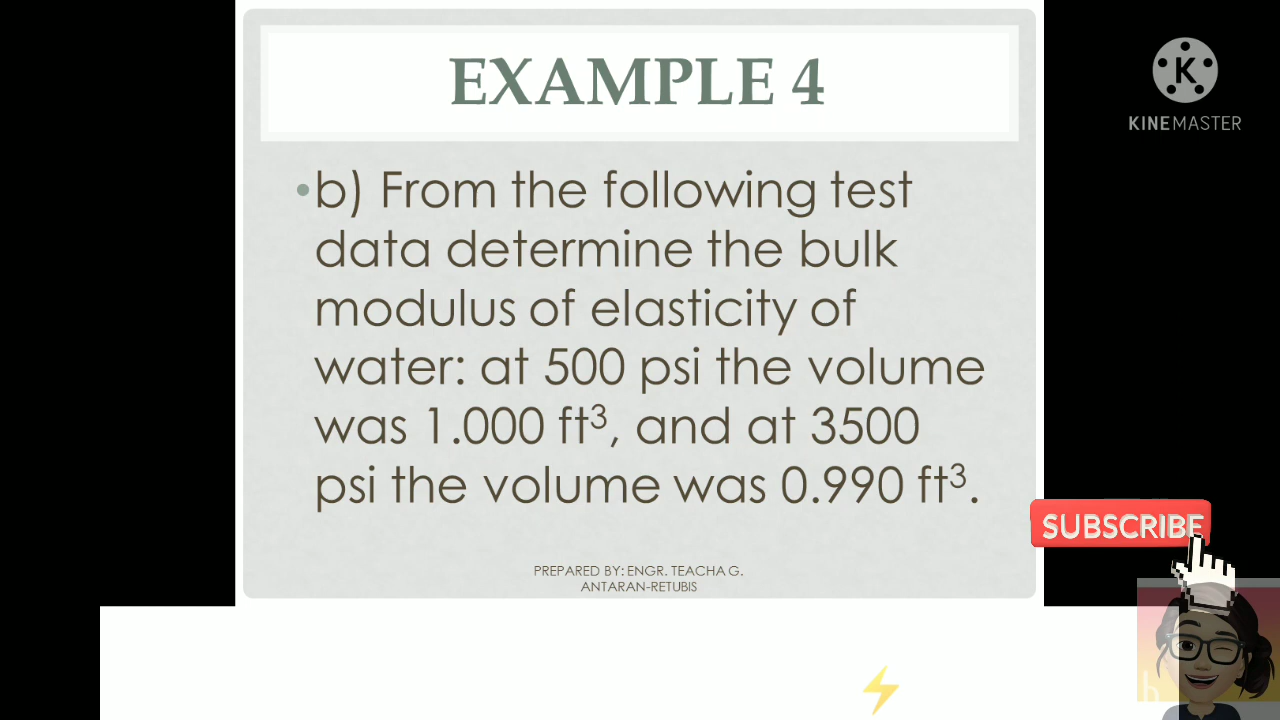 EXAMPLE 4
KINEMASTER
•b) From the following test
data determine the bulk
modulus of elasticity of
water: at 500 psi the volume
was 1.000 ft³, and at 3500
psi the volume was 0.990 ft³.
SUBSCRIBE
PREPARED BY: ENGR. TEACHA G.
ANTARAN-RETUBIS